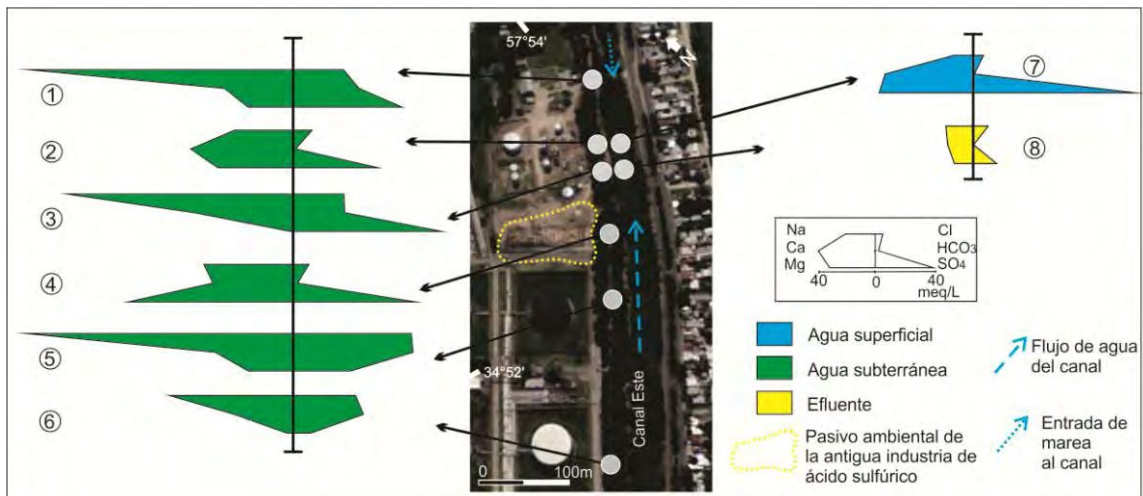 ①
②
③
④
⑤
⑥
57°54'
N
34°52'
Canal Este
0 100m
⑦
⑧
Na Cl
Ca HCO3
Mg SO4
40 0 40
meq/L
Agua superficial
Agua subterránea
Efluente
Pasivo ambiental de
la antigua industria de
ácido sulfúrico
Flujo de agua
del canal
Entrada de
marea
al canal